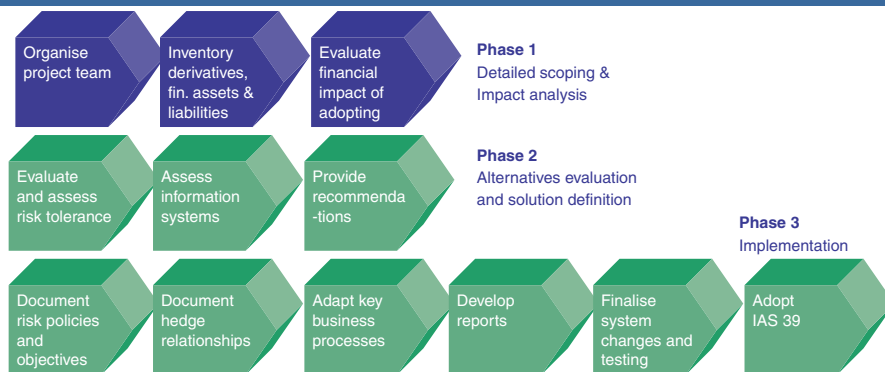 Organise
project team
Inventory
derivatives,
fin. assets &
liabilities
Evaluate
financial
impact of
adopting
Phase 1
Detailed scoping &
Impact analysis
Evaluate
and assess
risk tolerance
Assess
information
systems
Provide
recommenda
-tions
Phase 2
Alternatives evaluation
and solution definition
Phase 3
Implementation
Document
risk policies
and
objectives
Document
hedge
relationships
Adapt key
business
processes
Develop
reports
Finalise
system
changes and
testing
Adopt
IAS 39